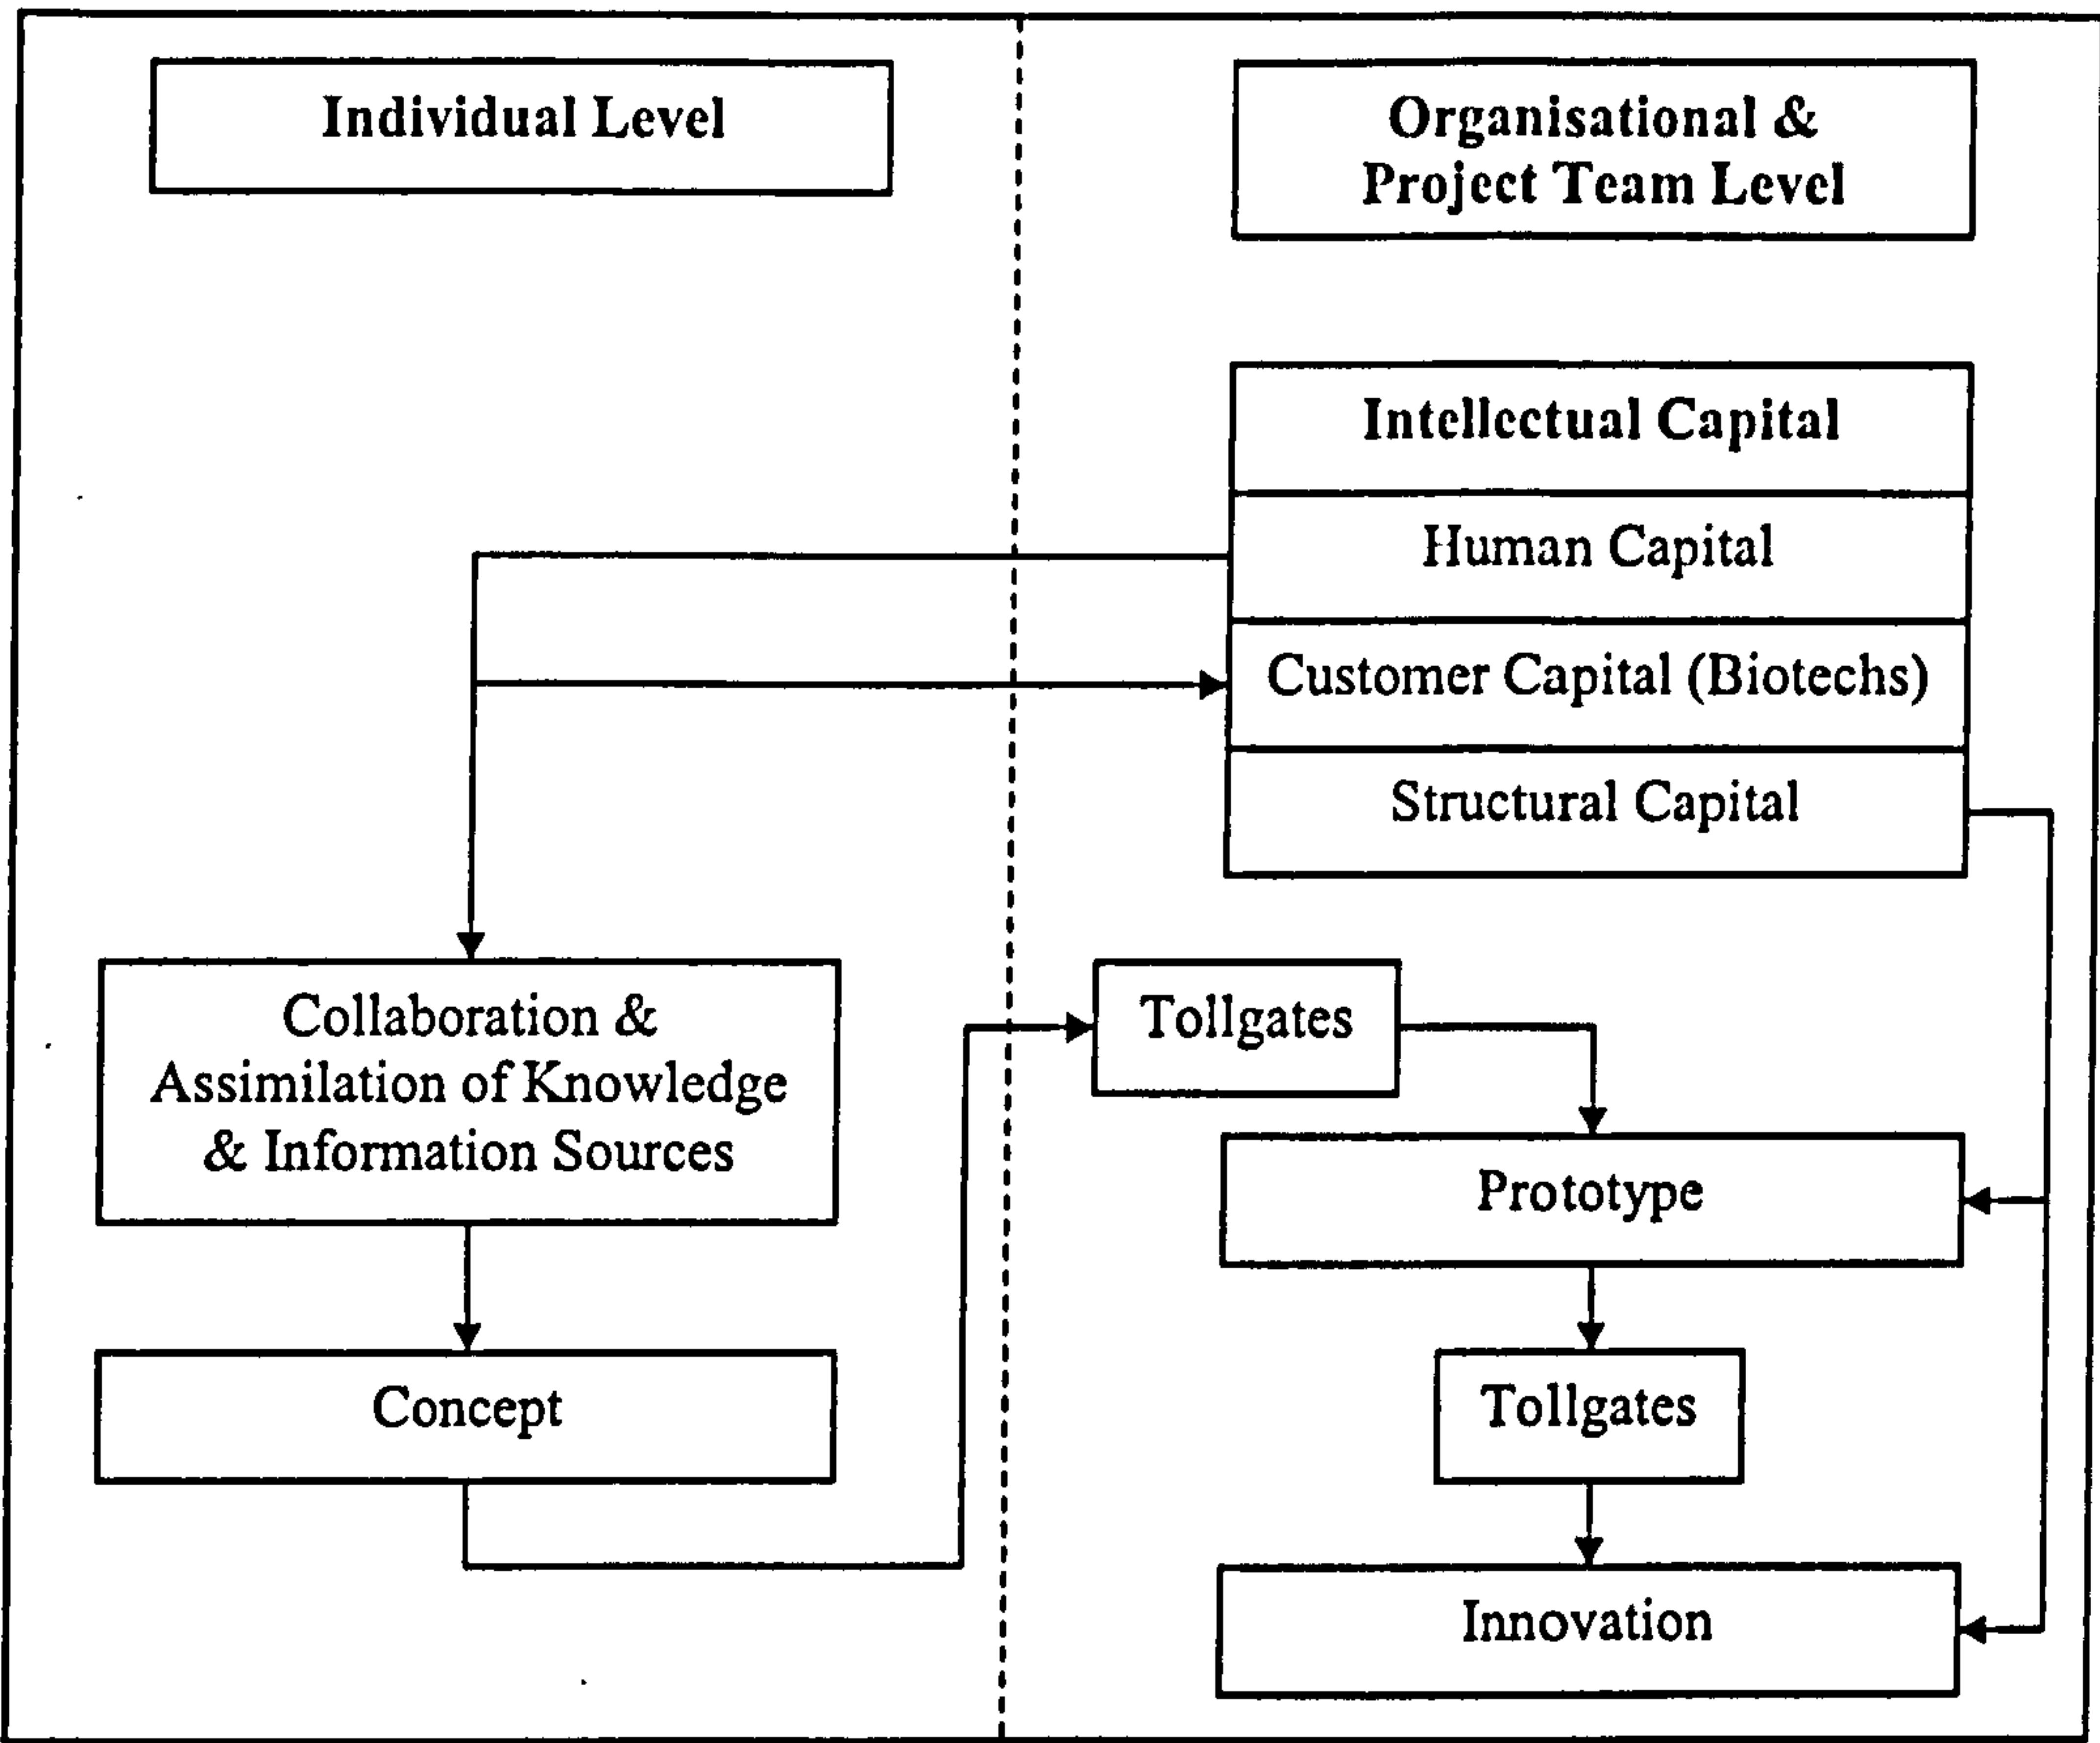 Individual Level
Organisational &
Project Team Level
Intellectual Capital
Human Capital
Customer Capital (Biotechs)
Structural Capital
Collaboration &
Assimilation of Knowledge
& Information Sources
Tollgates
Prototype
Concept
Tollgates
Innovation